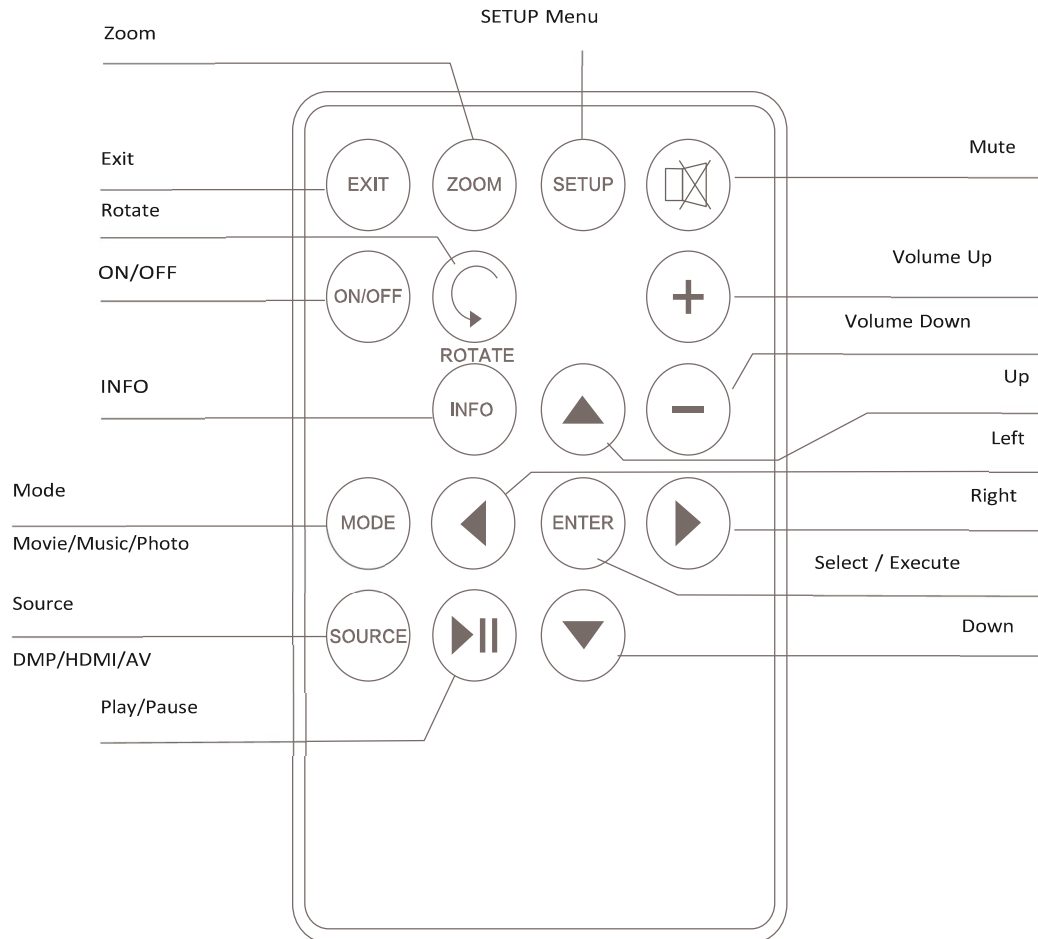 SETUP Menu
Zoom
Exit
Mute
EXIT
ZOOM
SETUP
Rotate
ON/OFF
Volume Up
ON/OFF
Volume Down
ROTATE
Up
INFO
INFO
Left
Mode
Right
MODE
ENTER
Movie/Music/Photo
Select / Execute
Source
Down
SOURCE
DMP/HDMI/AV
Play/Pause